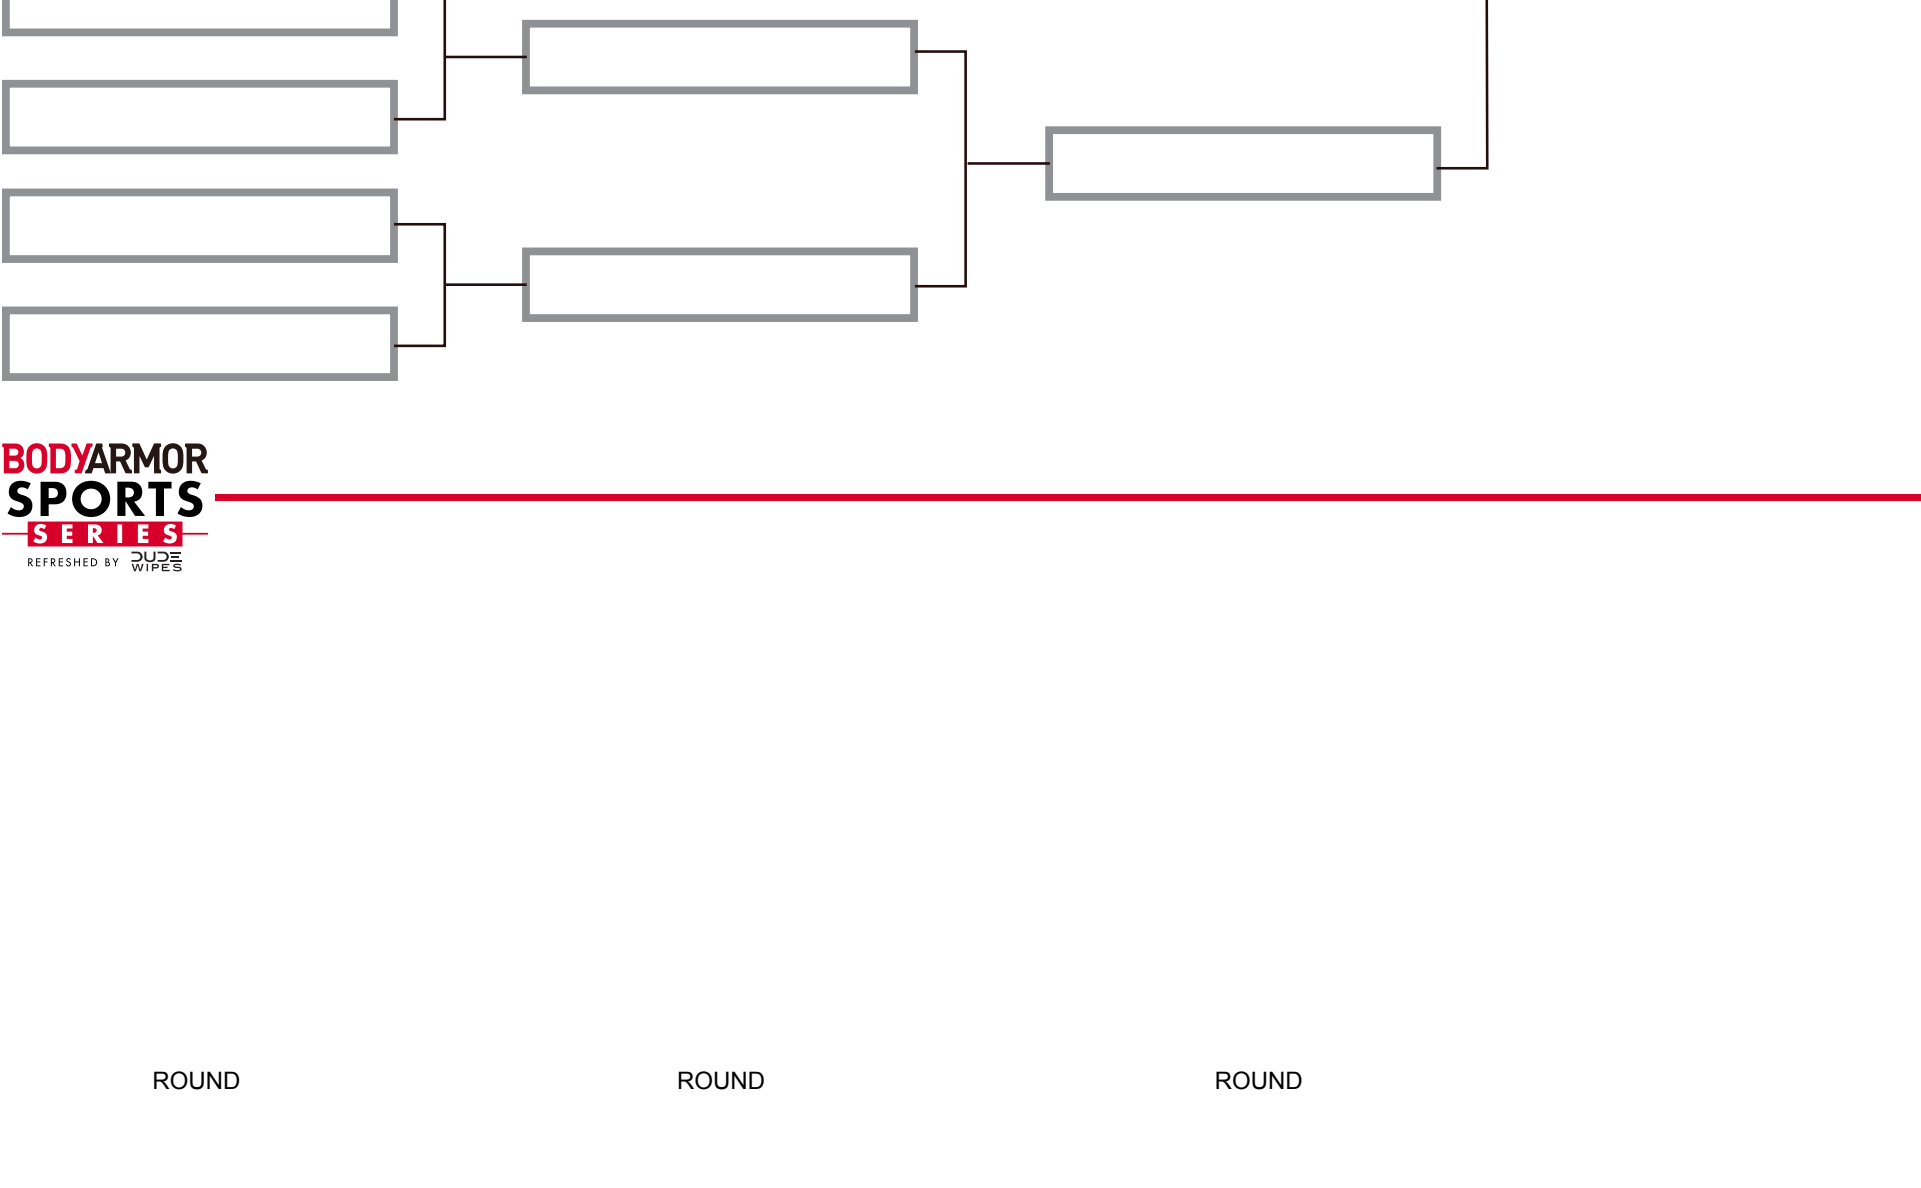 BODYARMOR
SPORTS
SERIES
REFRESHED BY DUDE WIPES
ROUND ROUND ROUND